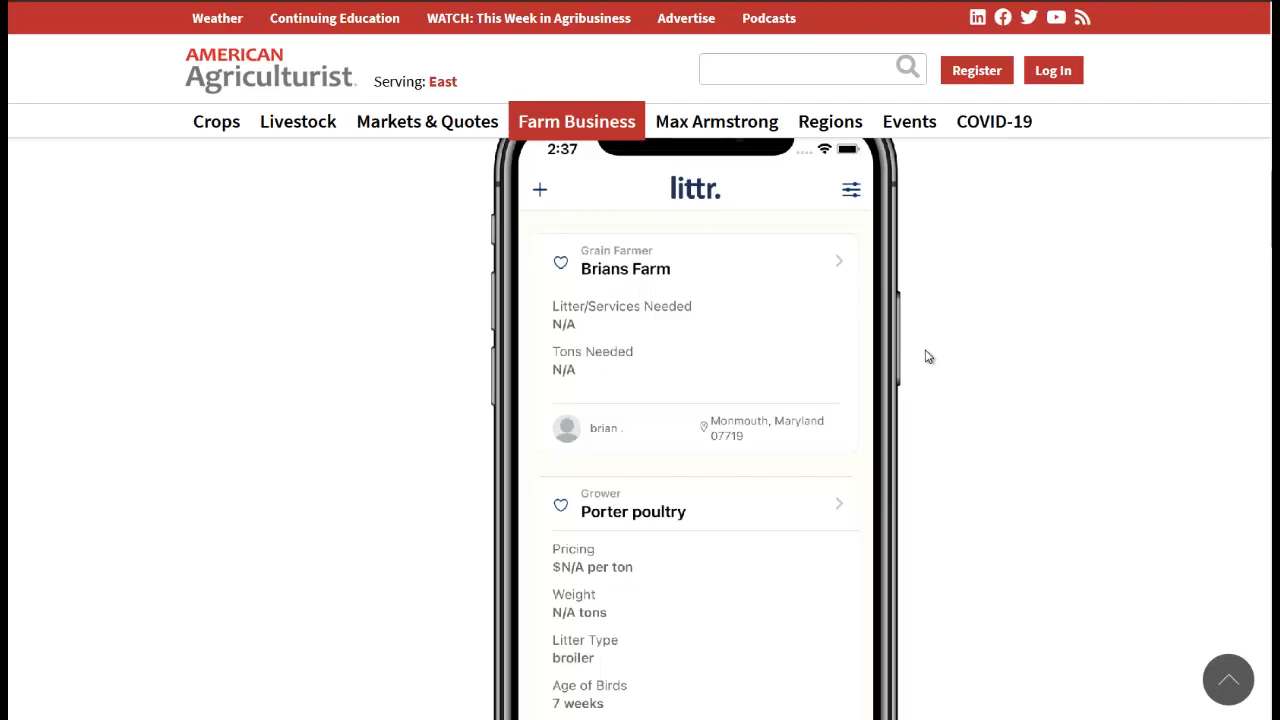 Weather Continuing Education WATCH: This Week in Agribusiness Advertise Podcasts
AMERICAN
Agriculturist
Serving: East
Register Log In
Crops Livestock Markets & Quotes Farm Business Max Armstrong Regions Events COVID-19
2:37
littr.
Grain Farmer
Brians Farm
Litter/Services Needed
N/A
Tons Needed
N/A
brian .
Monmouth, Maryland
07719
Grower
Porter poultry
Pricing
$N/A per ton
Weight
N/A tons
Litter Type
broiler
Age of Birds
7 weeks